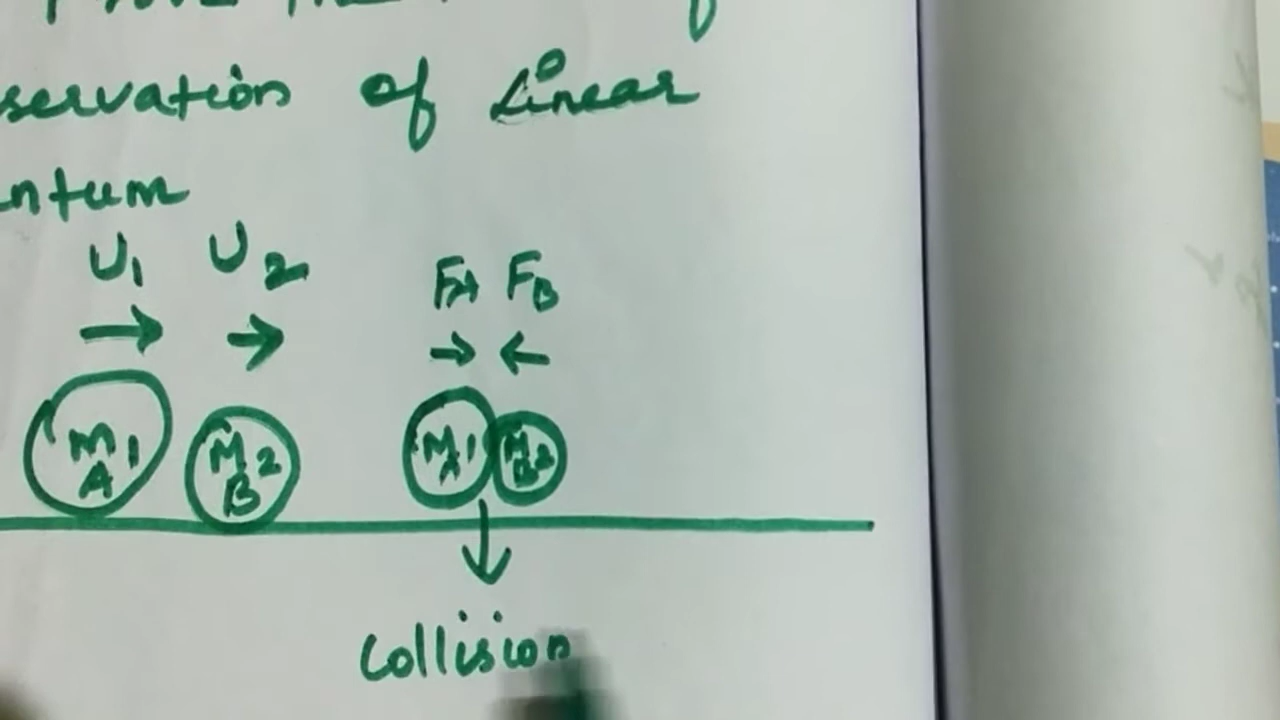 servation of Linear
ntum
U1 U2 FA FB
M1 M2 M1 M2
A B A B
Collision